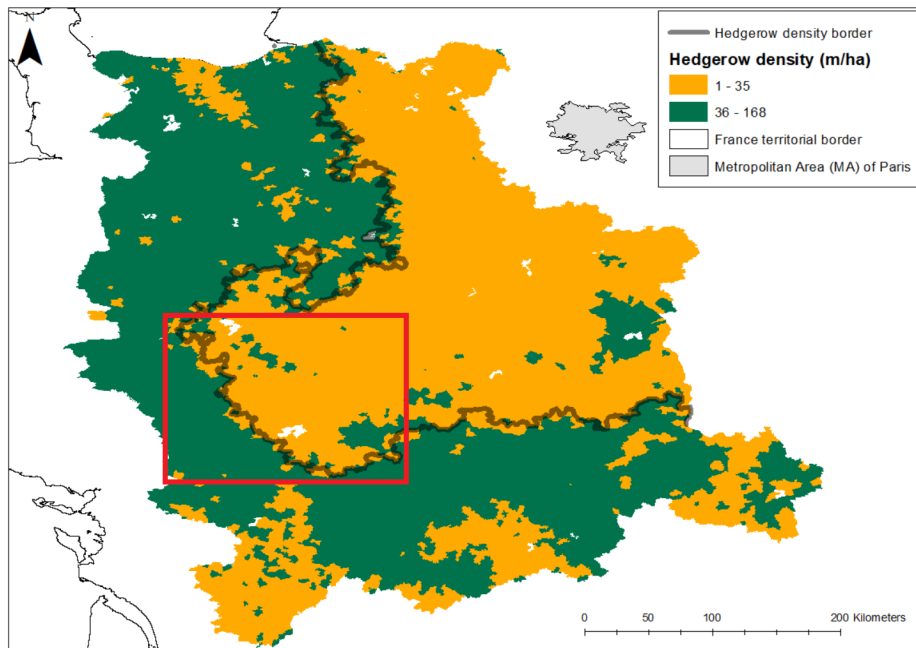 N
Hedgerow density border
Hedgerow density (m/ha)
1 - 35
36 - 168
France territorial border
Metropolitan Area (MA) of Paris
0 50 100 200 Kilometers